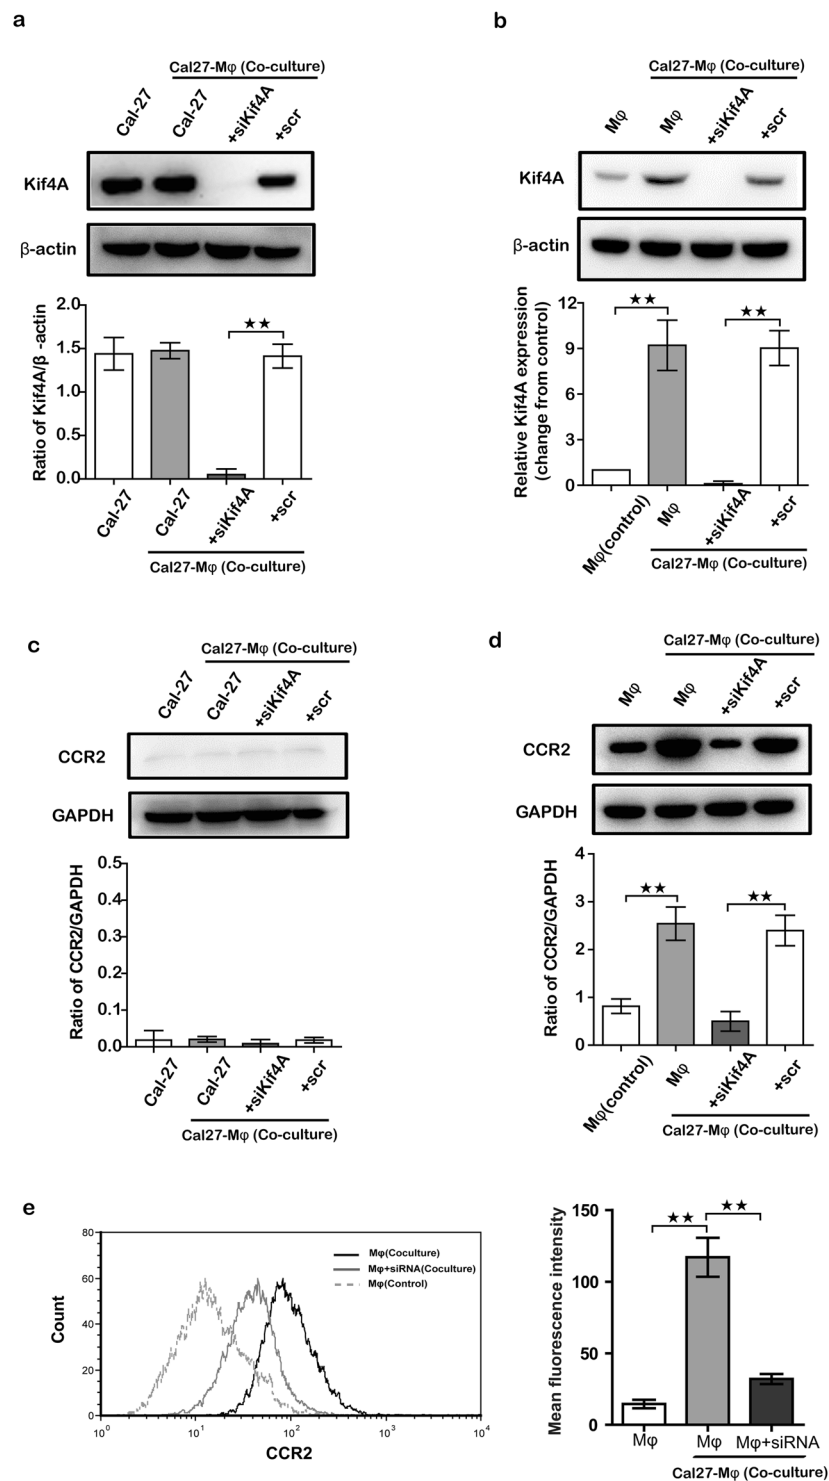 a
Cal27-Mφ (Co-culture)
Cal-27
Cal-27
+siKif4A
+scr
Kif4A
β-actin
2.0
1.5
1.0
0.5
0.0
Ratio of Kif4A/β -actin
★★
Cal-27
Cal-27
+siKif4A
+scr
Cal27-Mφ (Co-culture)
b
Cal27-Mφ (Co-culture)
Mφ
Mφ
+siKif4A
+scr
Kif4A
β-actin
12
9
6
3
0
Relative Kif4A expression
(change from control)
★★
★★
Mφ(control)
Mφ
+siKif4A
+scr
Cal27-Mφ (Co-culture)
c
Cal27-Mφ (Co-culture)
Cal-27
Cal-27
+siKif4A
+scr
CCR2
GAPDH
0.5
0.4
0.3
0.2
0.1
0.0
Ratio of CCR2/GAPDH
Cal-27
Cal-27
+siKif4A
+scr
Cal27-Mφ (Co-culture)
d
Cal27-Mφ (Co-culture)
Mφ
Mφ
+siKif4A
+scr
CCR2
GAPDH
4
3
2
1
0
Ratio of CCR2/GAPDH
★★
★★
Mφ(control)
Mφ
+siKif4A
+scr
Cal27-Mφ (Co-culture)
e
80
60
40
20
0
Count
Mφ(Coculture)
Mφ+siRNA(Coculture)
Mφ(Control)
10⁰
10¹
10²
10³
10⁴
CCR2
150
100
50
0
Mean fluorescence intensity
★★
★★
Mφ
Mφ
Mφ+siRNA
Cal27-Mφ (Co-culture)